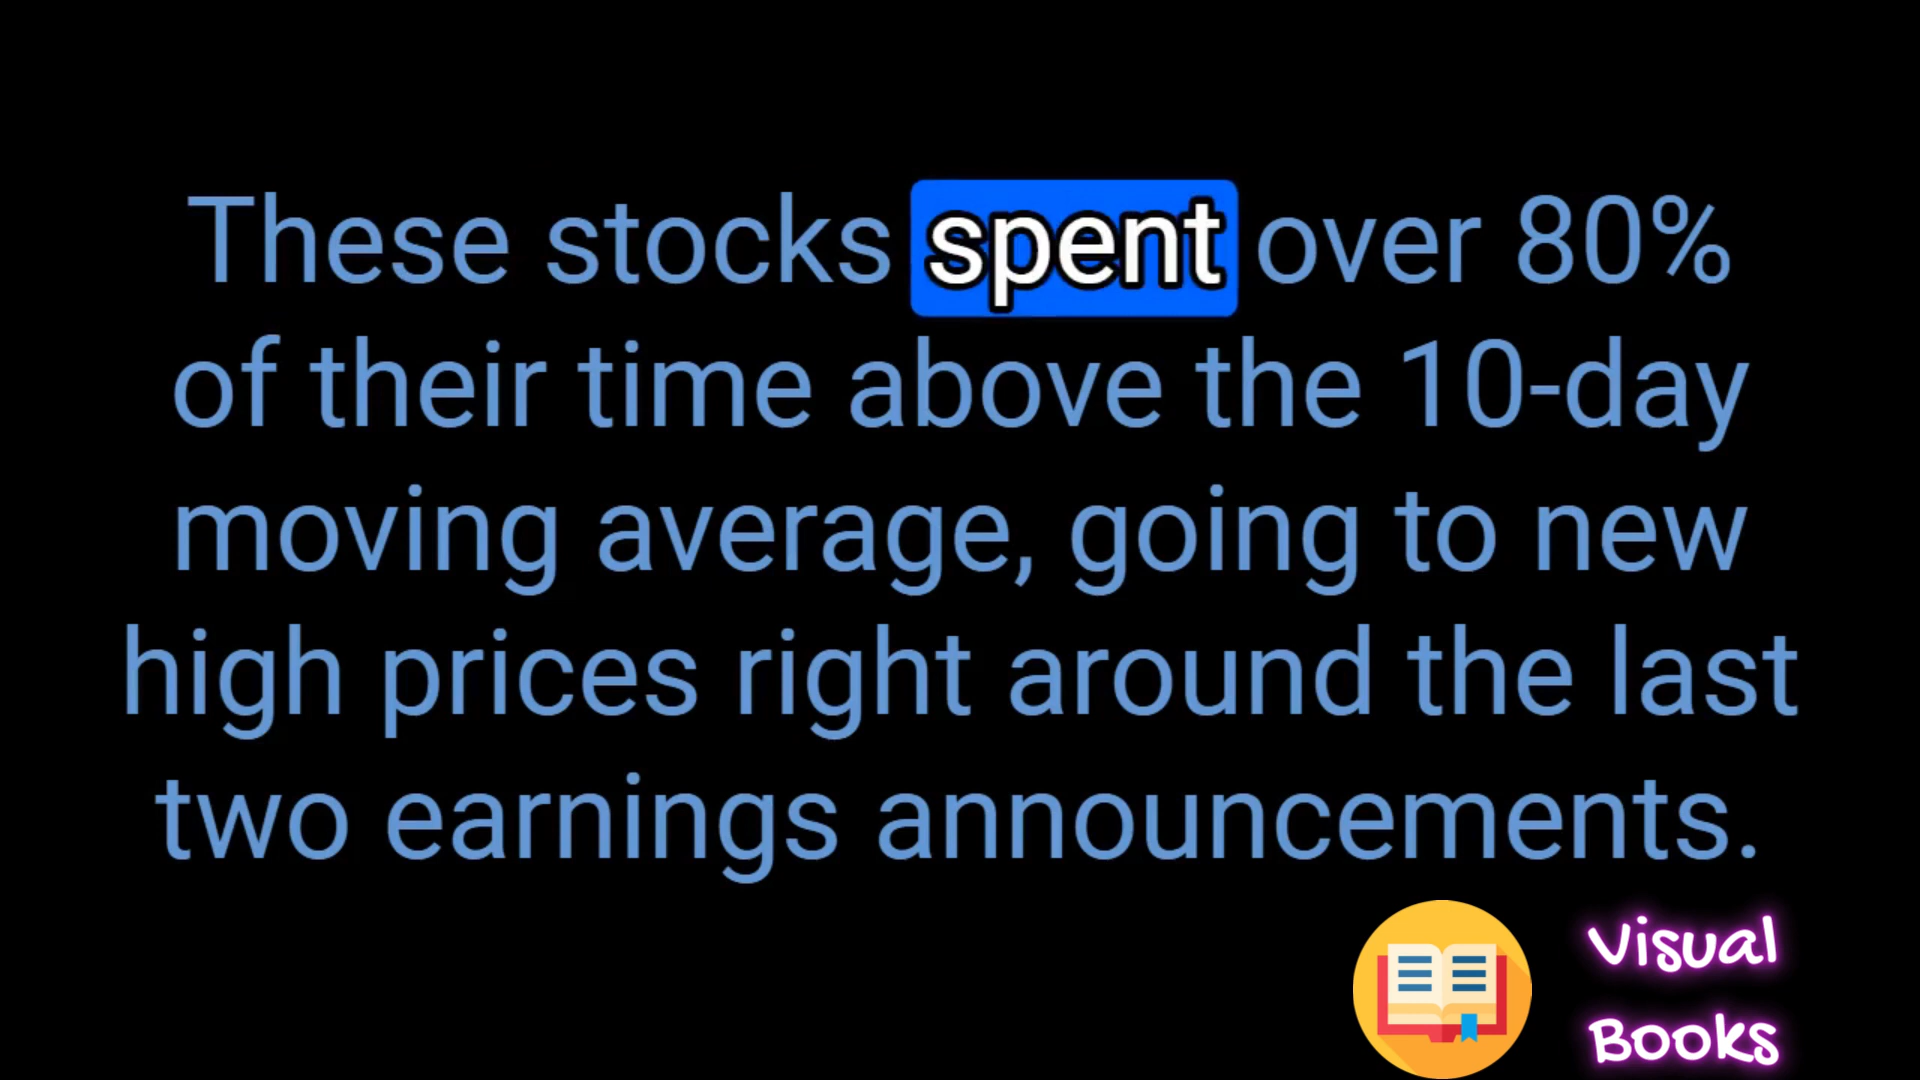 These stocks spent over 80%
of their time above the 10-day
moving average, going to new
high prices right around the last
two earnings announcements.
Visual
Books